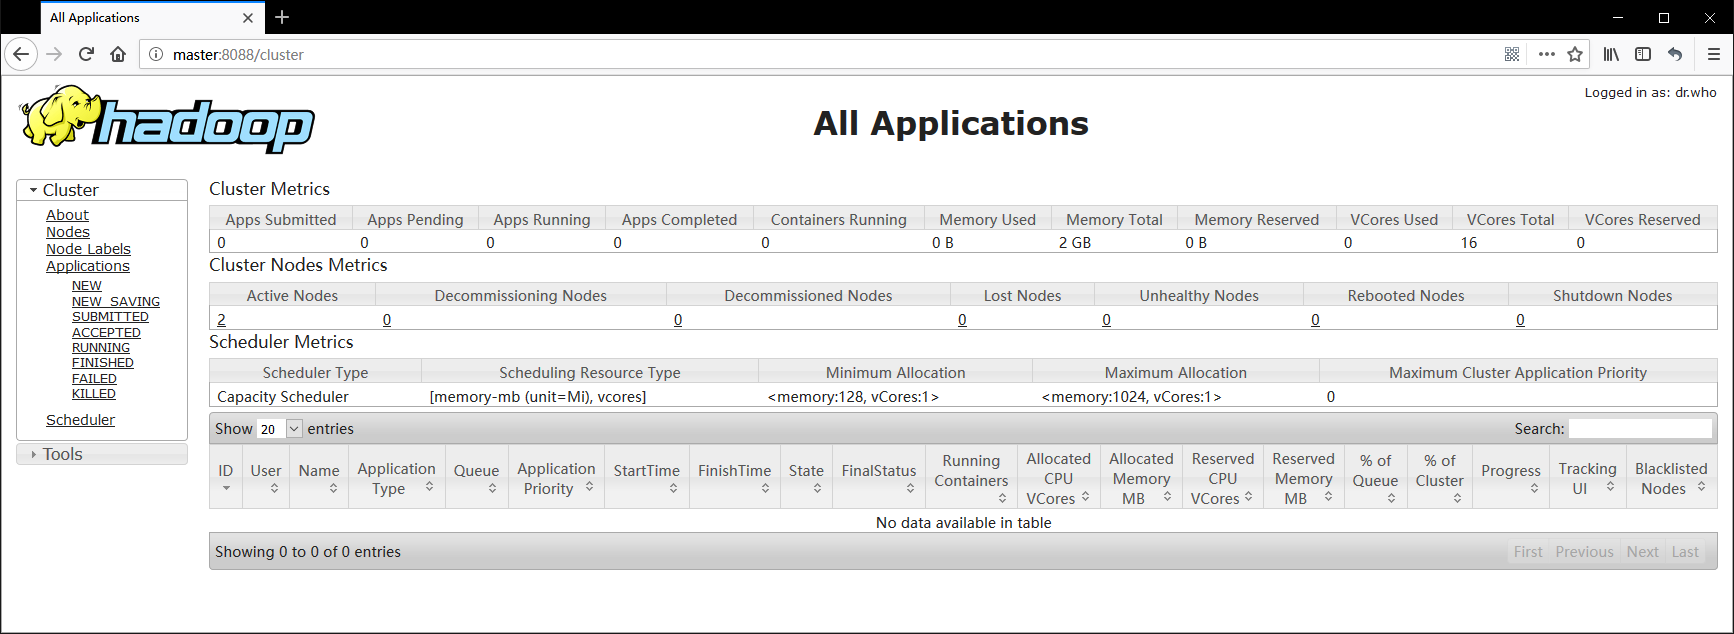 All Applications
master:8088/cluster
Logged in as: dr.who
hadoop
All Applications
Cluster
About
Nodes
Node Labels
Applications
NEW
NEW_SAVING
SUBMITTED
ACCEPTED
RUNNING
FINISHED
FAILED
KILLED
Scheduler
Tools
Cluster Metrics
Apps Submitted Apps Pending Apps Running Apps Completed Containers Running Memory Used Memory Total Memory Reserved VCores Used VCores Total VCores Reserved
0 0 0 0 0 0 B 2 GB 0 B 0 16 0
Cluster Nodes Metrics
Active Nodes Decommissioning Nodes Decommissioned Nodes Lost Nodes Unhealthy Nodes Rebooted Nodes Shutdown Nodes
2 0 0 0 0 0 0
Scheduler Metrics
Scheduler Type Scheduling Resource Type Minimum Allocation Maximum Allocation Maximum Cluster Application Priority
Capacity Scheduler [memory-mb (unit=Mi), vcores] <memory:128, vCores:1> <memory:1024, vCores:1> 0
Show 20 entries Search:
ID User Name Application Type Queue Application Priority StartTime FinishTime State FinalStatus Running Containers Allocated CPU VCores Allocated Memory MB Reserved CPU VCores Reserved Memory MB % of Queue % of Cluster Progress Tracking UI Blacklisted Nodes
No data available in table
Showing 0 to 0 of 0 entries First Previous Next Last